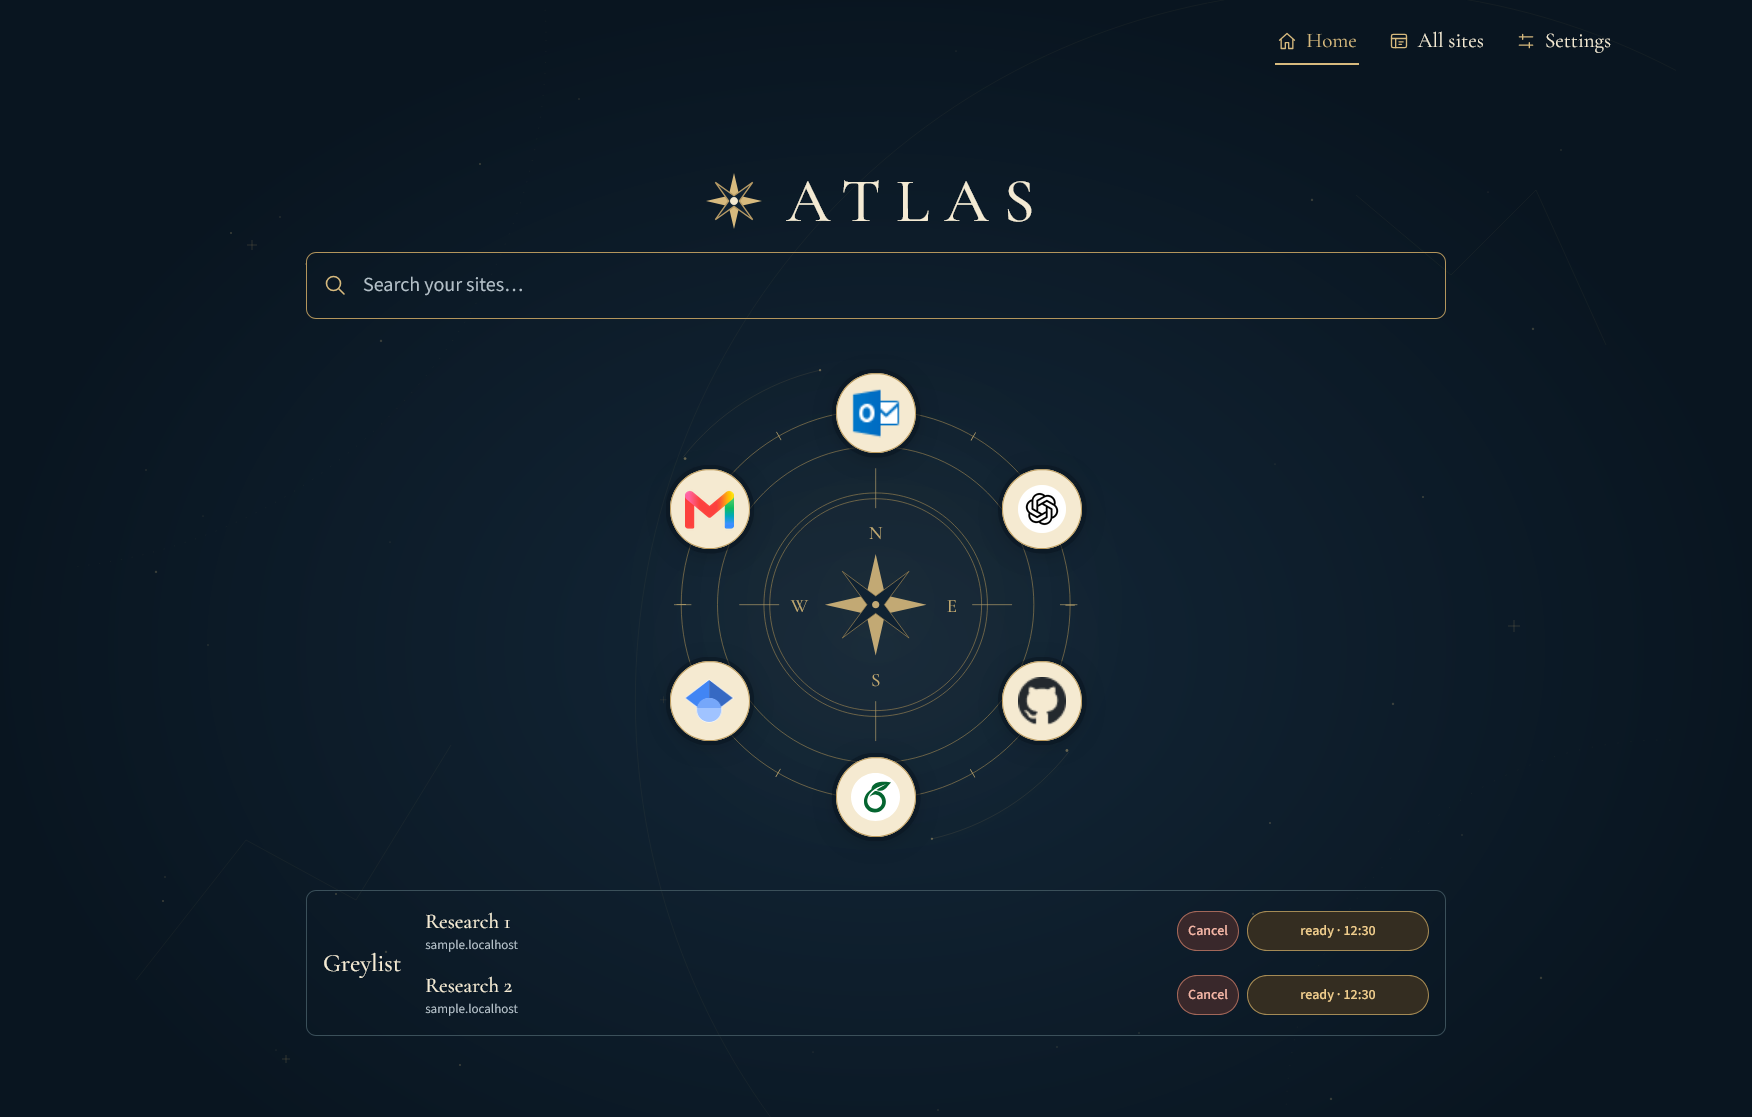 Home
All sites
Settings
ATLAS
Search your sites…
N
W
E
S
Greylist
Research 1
sample.localhost
Cancel
ready · 12:30
Research 2
sample.localhost
Cancel
ready · 12:30